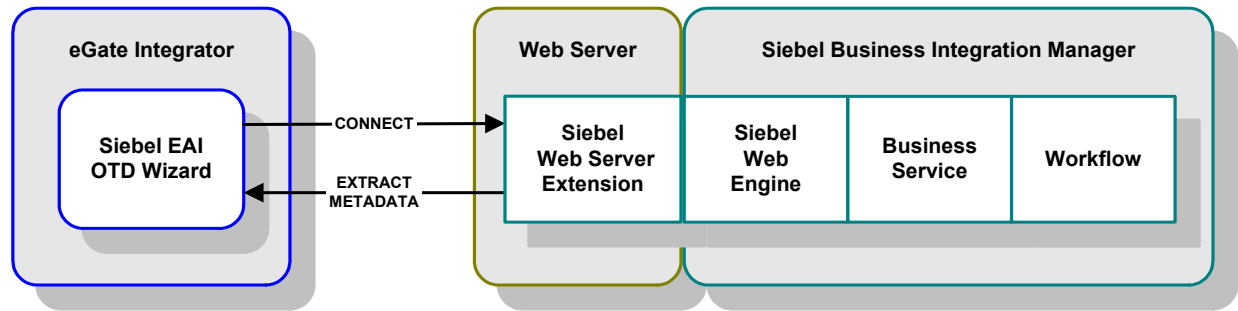 eGate Integrator
Web Server
Siebel Business Integration Manager
Siebel EAI
OTD Wizard
CONNECT
EXTRACT
METADATA
Siebel
Web Server
Extension
Siebel
Web
Engine
Business
Service
Workflow